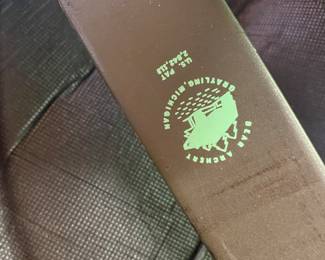 BEAR ARCHERY
GRAYLING, MICHIGAN
U.S. PAT